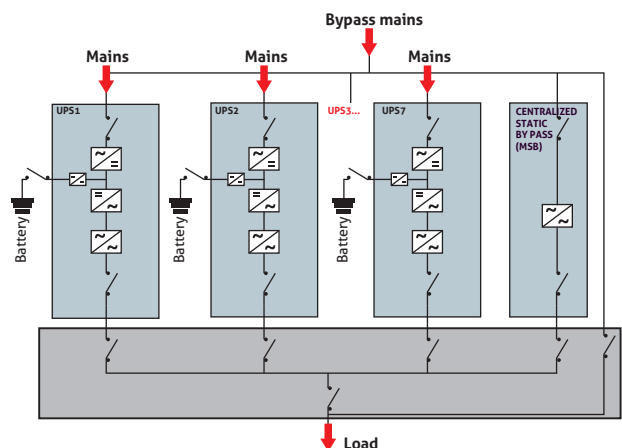 Bypass mains
Mains
Mains
Mains
UPS1
UPS2
UPS3...
UPS7
CENTRALIZED
STATIC
BY PASS
(MSB)
Battery
Battery
Battery
Load